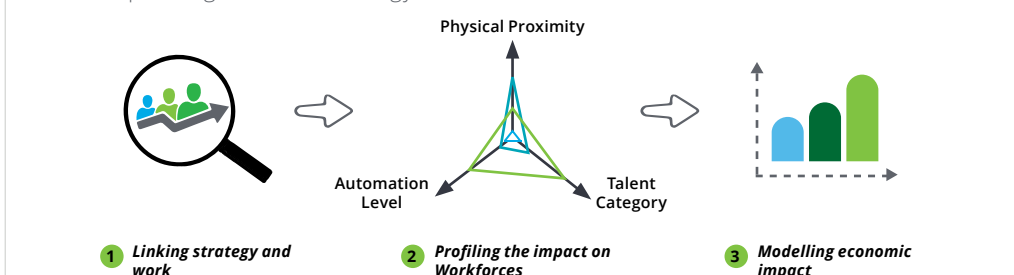 Physical Proximity
Automation
Level
Talent
Category
1 Linking strategy and
work
2 Profiling the impact on
Workforces
3 Modelling economic
impact